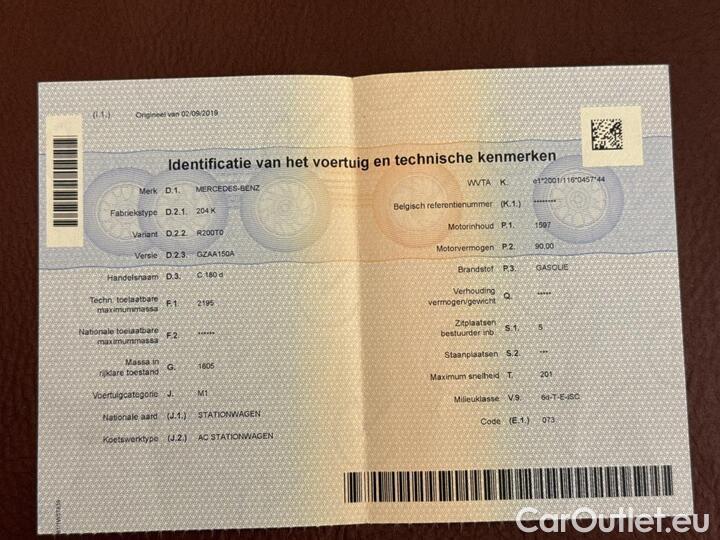 (I.1.) Origineel van 02/09/2019
Identificatie van het voertuig en technische kenmerken
Merk D.1. MERCEDES-BENZ
Fabriekstype D.2.1. 204 K
Variant D.2.2. R200T0
Versie D.2.3. GZAA150A
Handelsnaam D.3. C 180 d
Techn. toelaatbare
maximummassa F.1. 2195
Nationale toelaatbare
maximummassa F.2. ******
Massa in
rijklare toestand G. 1605
Voertuigcategorie J. M1
Nationale aard (J.1.) STATIONWAGEN
Koetswerktype (J.2.) AC STATIONWAGEN
WVTA K. e1*2001/116*0457*44
Belgisch referentienummer (K.1.) ********
Motorinhoud P.1. 1597
Motorvermogen P.2. 90.00
Brandstof P.3. GASOLIE
Verhouding
vermogen/gewicht Q. *****
Zitplaatsen
bestuurder inb. S.1. 5
Staanplaatsen S.2. ***
Maximum snelheid T. 201
Milieuklasse V.9. 6d-T-E-ISC
Code (E.1.) 073
CarOutlet.eu